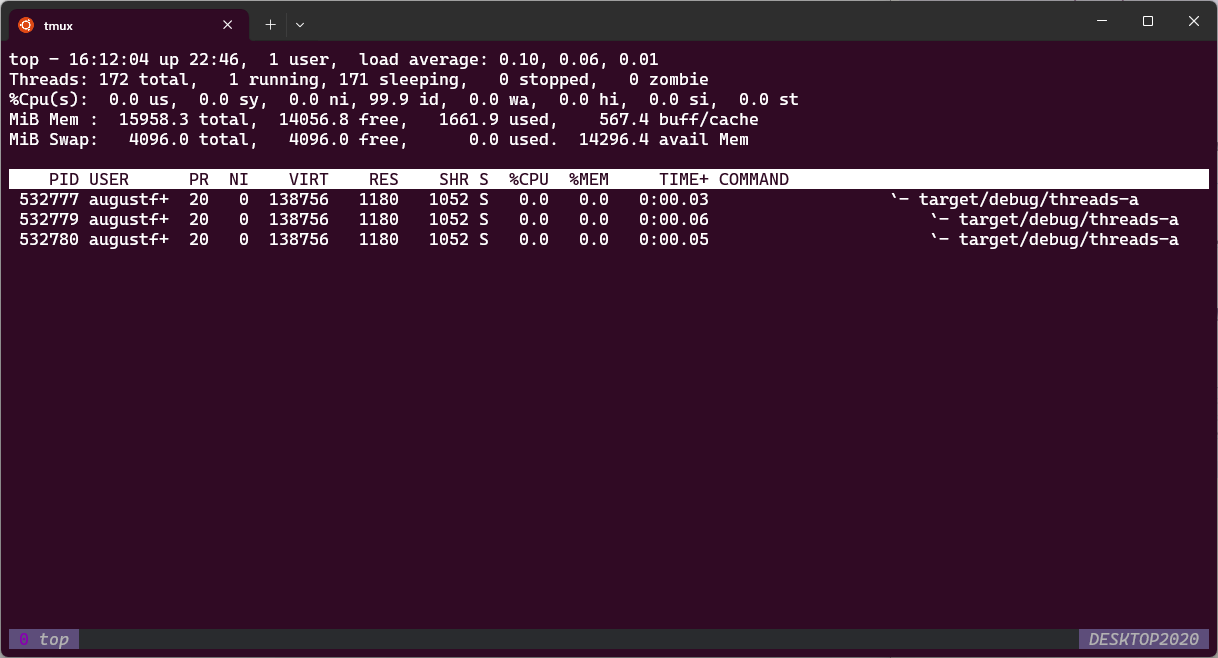 tmux
top - 16:12:04 up 22:46,  1 user,  load average: 0.10, 0.06, 0.01
Threads: 172 total,   1 running, 171 sleeping,   0 stopped,   0 zombie
%Cpu(s):  0.0 us,  0.0 sy,  0.0 ni, 99.9 id,  0.0 wa,  0.0 hi,  0.0 si,  0.0 st
MiB Mem :  15958.3 total,  14056.8 free,   1661.9 used,    567.4 buff/cache
MiB Swap:   4096.0 total,   4096.0 free,      0.0 used.  14296.4 avail Mem
    PID USER      PR  NI    VIRT    RES    SHR S  %CPU  %MEM     TIME+ COMMAND
 532777 augustf+  20   0  138756   1180   1052 S   0.0   0.0   0:00.03                  `- target/debug/threads-a
 532779 augustf+  20   0  138756   1180   1052 S   0.0   0.0   0:00.06                      `- target/debug/threads-a
 532780 augustf+  20   0  138756   1180   1052 S   0.0   0.0   0:00.05                      `- target/debug/threads-a
0 top DESKTOP2020